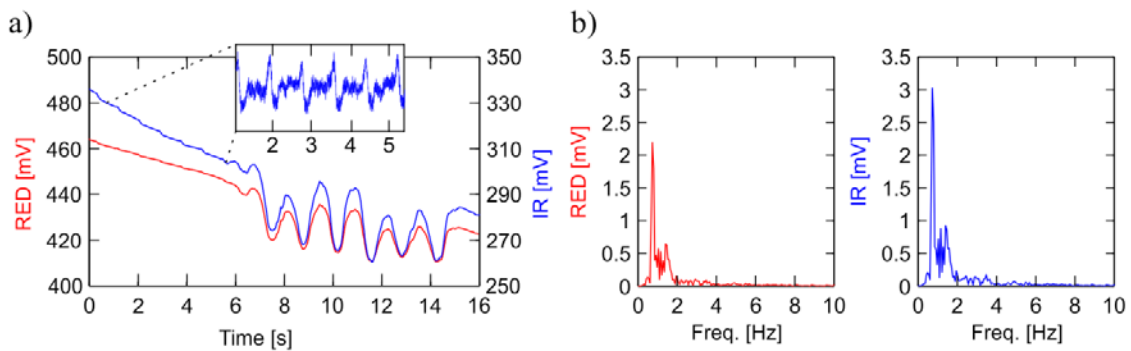 a)
500
480
460
440
420
400
RED [mV]
350
330
310
290
270
250
IR [mV]
2 3 4 5
0 2 4 6 8 10 12 14 16
Time [s]
b)
3.5
3
2.5
2
1.5
1
0.5
0
RED [mV]
0 2 4 6 8 10
Freq. [Hz]
3.5
3
2.5
2
1.5
1
0.5
0
IR [mV]
0 2 4 6 8 10
Freq. [Hz]